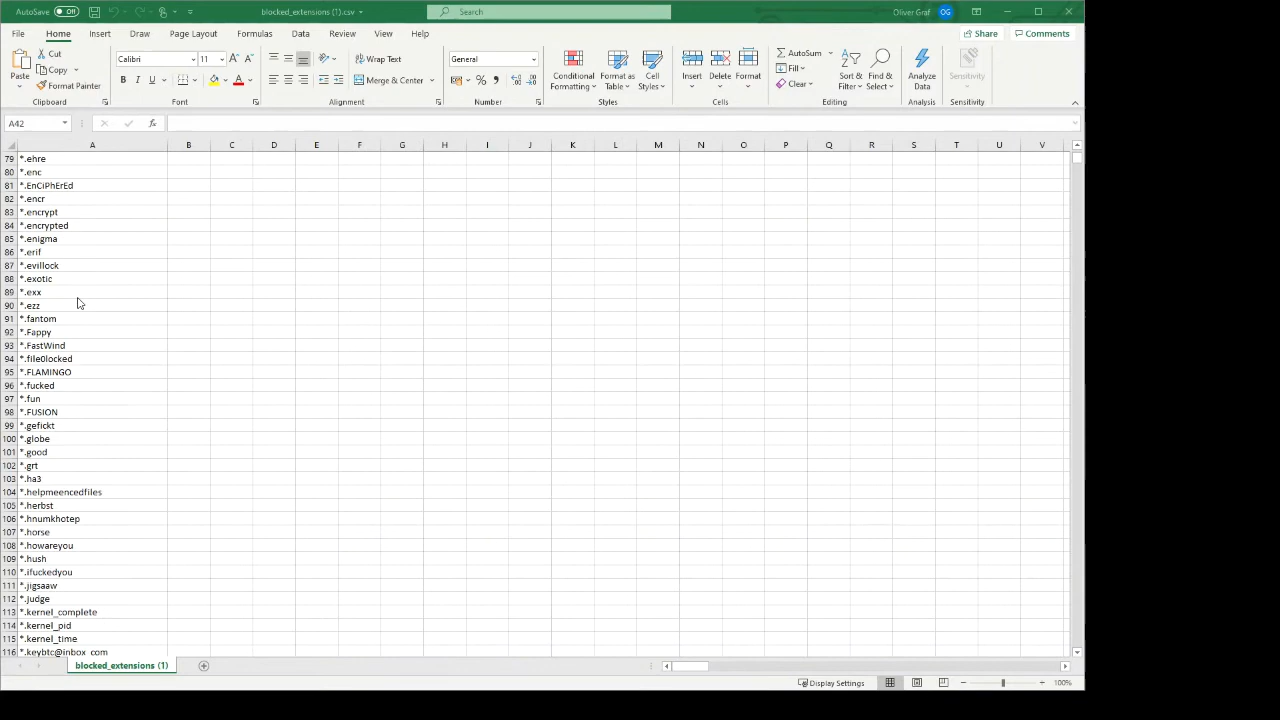 AutoSave Off blocked_extensions (1).csv Search Oliver Graf OG
File Home Insert Draw Page Layout Formulas Data Review View Help Share Comments
Paste Cut Copy Format Painter Clipboard
Calibri 11 A A B I U A Font
Wrap Text Merge & Center Alignment
General % Number
Conditional Formatting Format as Table Cell Styles Styles
Insert Delete Format Cells
AutoSum Fill Clear Sort & Filter Find & Select Editing
Analyze Data Analysis
Sensitivity Sensitivity
A42 fx
A B C D E F G H I J K L M N O P Q R S T U V
79 *.ehre
80 *.enc
81 *.EnCiPhErEd
82 *.encr
83 *.encrypt
84 *.encrypted
85 *.enigma
86 *.erif
87 *.evillock
88 *.exotic
89 *.exx
90 *.ezz
91 *.fantom
92 *.Fappy
93 *.FastWind
94 *.file0locked
95 *.FLAMINGO
96 *.fucked
97 *.fun
98 *.FUSION
99 *.gefickt
100 *.globe
101 *.good
102 *.grt
103 *.ha3
104 *.helpmeencedfiles
105 *.herbst
106 *.hnumkhotep
107 *.horse
108 *.howareyou
109 *.hush
110 *.ifuckedyou
111 *.jigsaaw
112 *.judge
113 *.kernel_complete
114 *.kernel_pid
115 *.kernel_time
116 *.keybtc@inbox_com
blocked_extensions (1)
Display Settings 100%